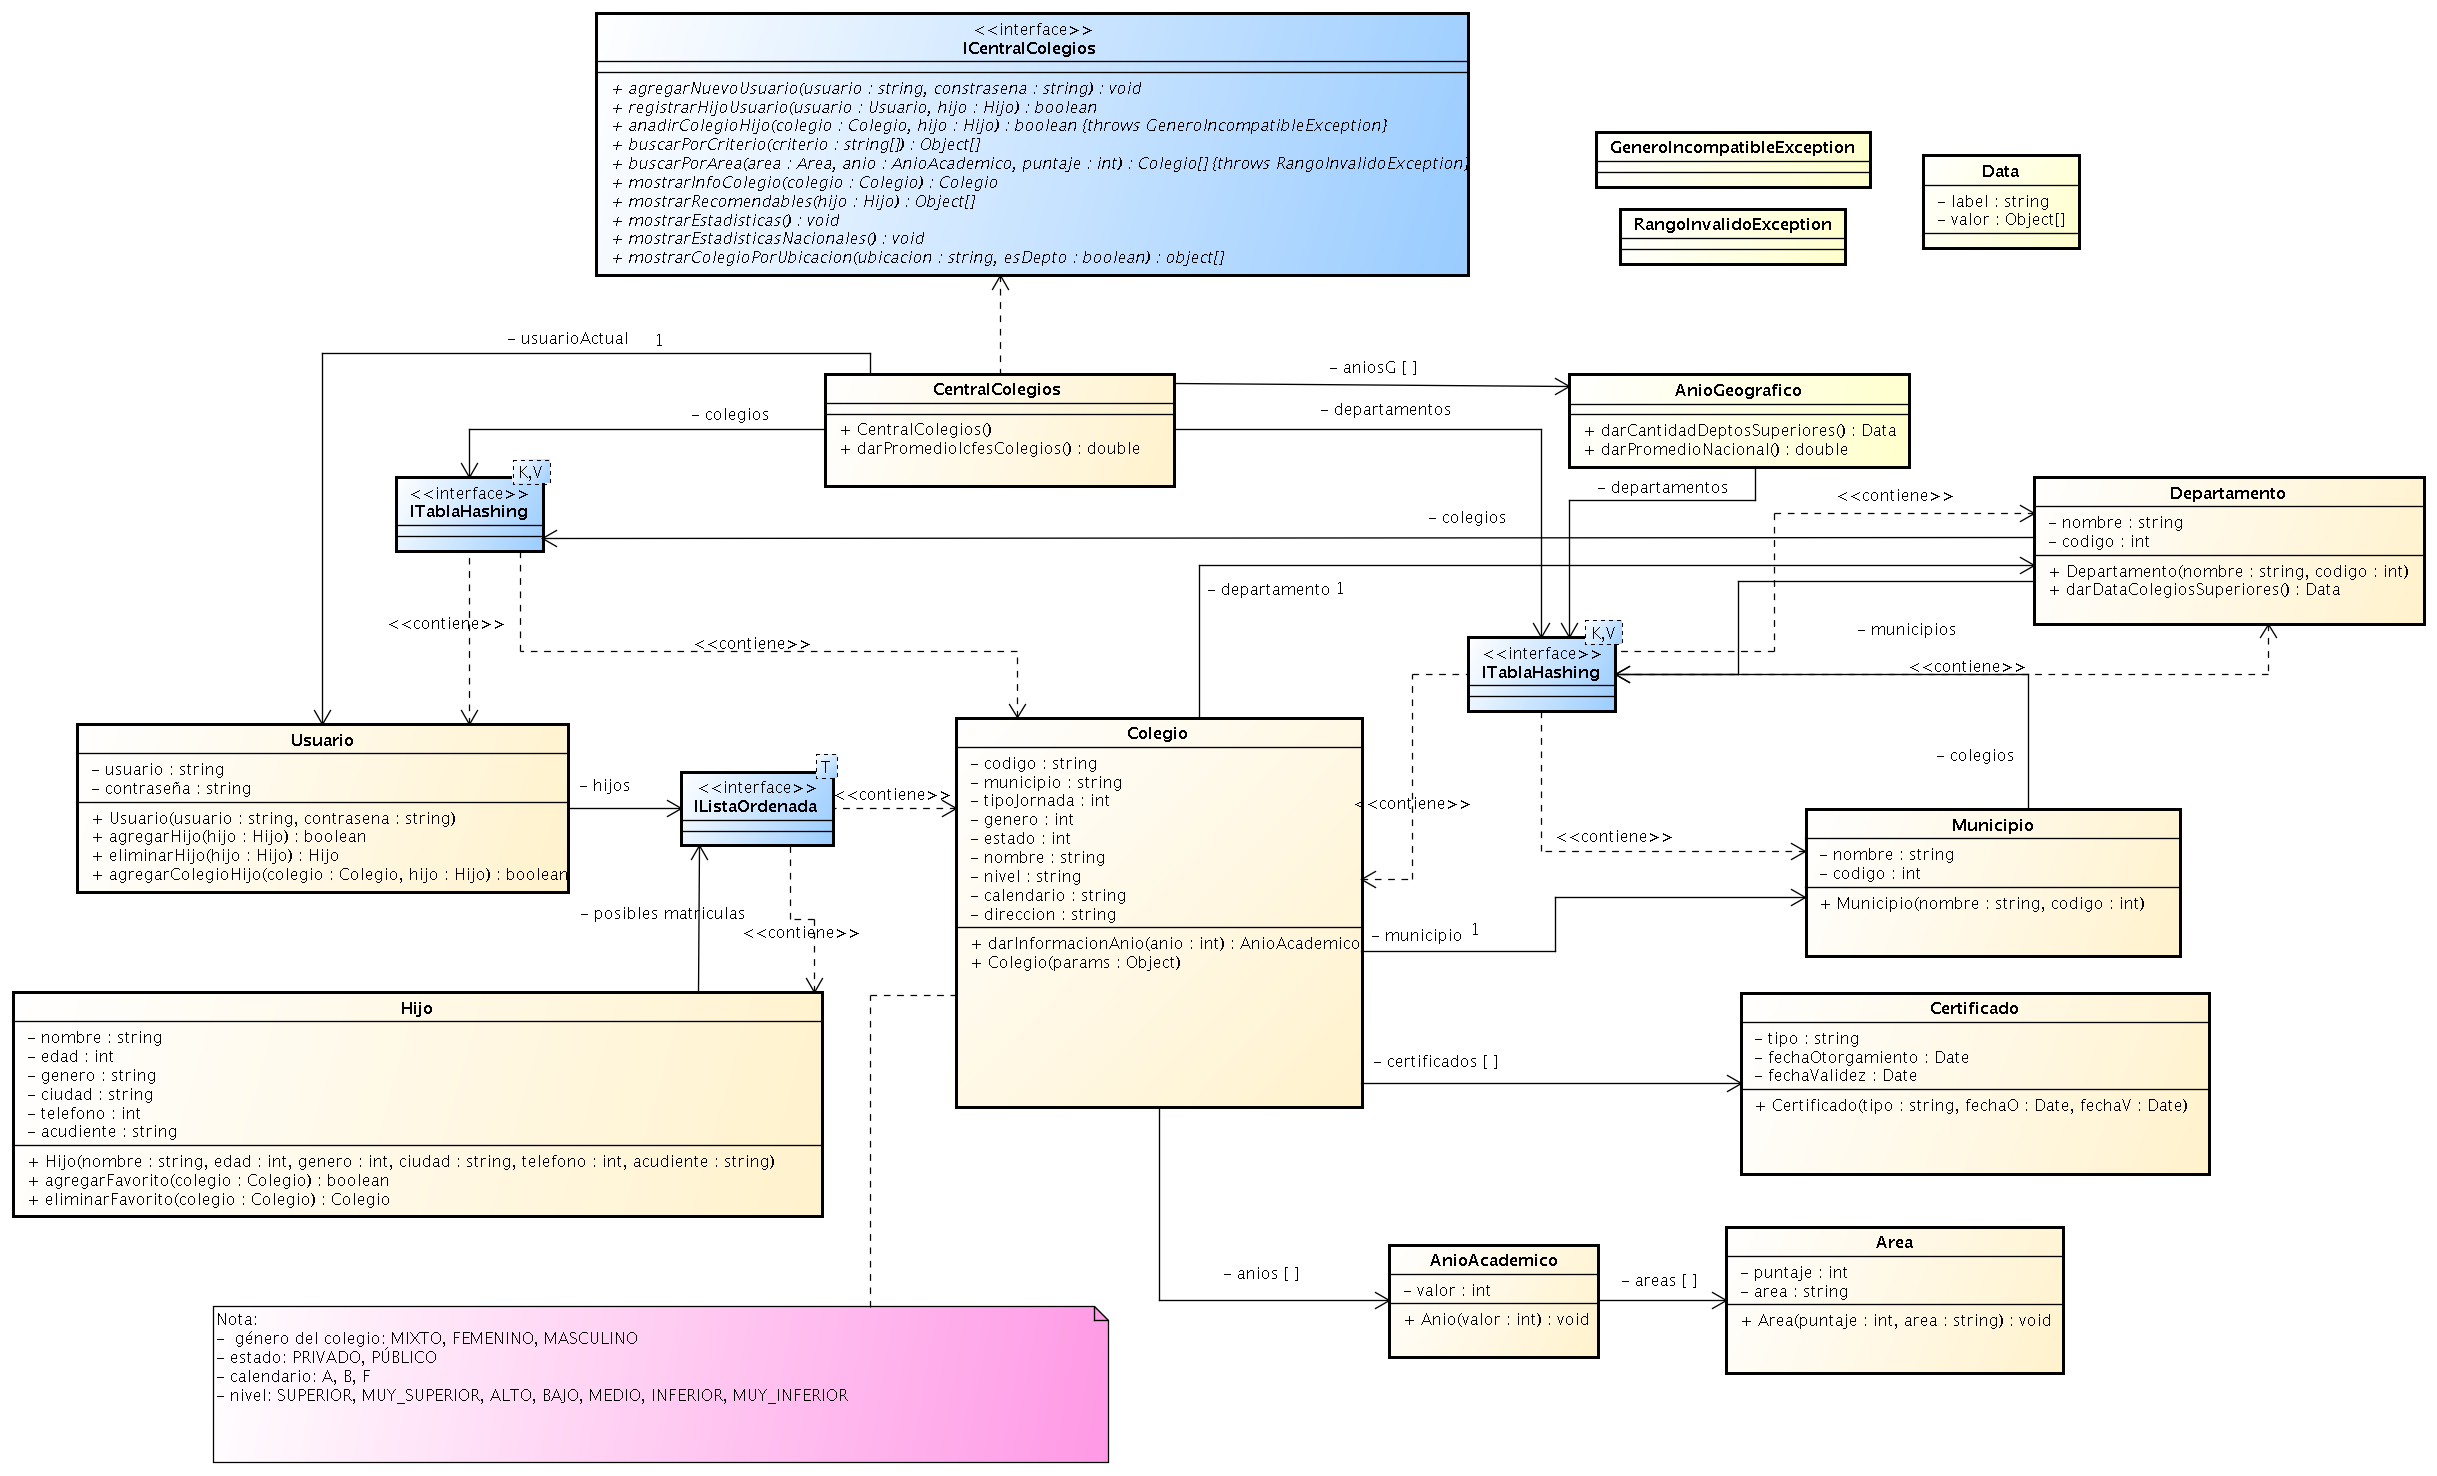 <<interface>>
ICentralColegios
+ agregarNuevoUsuario(usuario : string, constrasena : string) : void
+ registrarHijoUsuario(usuario : Usuario, hijo : Hijo) : boolean
+ anadirColegioHijo(colegio : Colegio, hijo : Hijo) : boolean {throws GeneroIncompatibleException}
+ buscarPorCriterio(criterio : string[]) : Object[]
+ buscarPorArea(area : Area, anio : AnioAcademico, puntaje : int) : Colegio[] {throws RangoInvalidoException}
+ mostrarInfoColegio(colegio : Colegio) : Colegio
+ mostrarRecomendables(hijo : Hijo) : Object[]
+ mostrarEstadisticas() : void
+ mostrarEstadisticasNacionales() : void
+ mostrarColegioPorUbicacion(ubicacion : string, esDepto : boolean) : object[]
GeneroIncompatibleException
RangoInvalidoException
Data
- label : string
- valor : Object[]
- usuarioActual 1
- aniosG [ ]
- colegios
- departamentos
CentralColegios
+ CentralColegios()
+ darPromedioIcfesColegios() : double
AnioGeografico
+ darCantidadDeptosSuperiores() : Data
+ darPromedioNacional() : double
- departamentos
<<contiene>>
- colegios
K,V
<<interface>>
ITablaHashing
Departamento
- nombre : string
- codigo : int
+ Departamento(nombre : string, codigo : int)
+ darDataColegiosSuperiores() : Data
- departamento 1
<<contiene>>
<<contiene>>
- municipios
<<contiene>>
K,V
<<interface>>
ITablaHashing
Usuario
- usuario : string
- contraseña : string
+ Usuario(usuario : string, contrasena : string)
+ agregarHijo(hijo : Hijo) : boolean
+ eliminarHijo(hijo : Hijo) : Hijo
+ agregarColegioHijo(colegio : Colegio, hijo : Hijo) : boolean
- hijos
T
<<interface>>
IListaOrdenada
<<contiene>>
- posibles matriculas
<<contiene>>
Colegio
- codigo : string
- municipio : string
- tipoJornada : int
- genero : int
- estado : int
- nombre : string
- nivel : string
- calendario : string
- direccion : string
+ darInformacionAnio(anio : int) : AnioAcademico
+ Colegio(params : Object)
<<contiene>>
<<contiene>>
- colegios
- municipio 1
Municipio
- nombre : string
- codigo : int
+ Municipio(nombre : string, codigo : int)
Hijo
- nombre : string
- edad : int
- genero : string
- ciudad : string
- telefono : int
- acudiente : string
+ Hijo(nombre : string, edad : int, genero : int, ciudad : string, telefono : int, acudiente : string)
+ agregarFavorito(colegio : Colegio) : boolean
+ eliminarFavorito(colegio : Colegio) : Colegio
- certificados [ ]
Certificado
- tipo : string
- fechaOtorgamiento : Date
- fechaValidez : Date
+ Certificado(tipo : string, fechaO : Date, fechaV : Date)
- anios [ ]
AnioAcademico
- valor : int
+ Anio(valor : int) : void
- areas [ ]
Area
- puntaje : int
- area : string
+ Area(puntaje : int, area : string) : void
Nota:
- género del colegio: MIXTO, FEMENINO, MASCULINO
- estado: PRIVADO, PÚBLICO
- calendario: A, B, F
- nivel: SUPERIOR, MUY_SUPERIOR, ALTO, BAJO, MEDIO, INFERIOR, MUY_INFERIOR